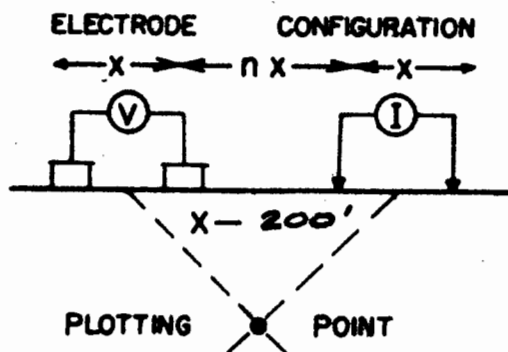 ELECTRODE CONFIGURATION
X n X X
V I
X — 200'
PLOTTING POINT